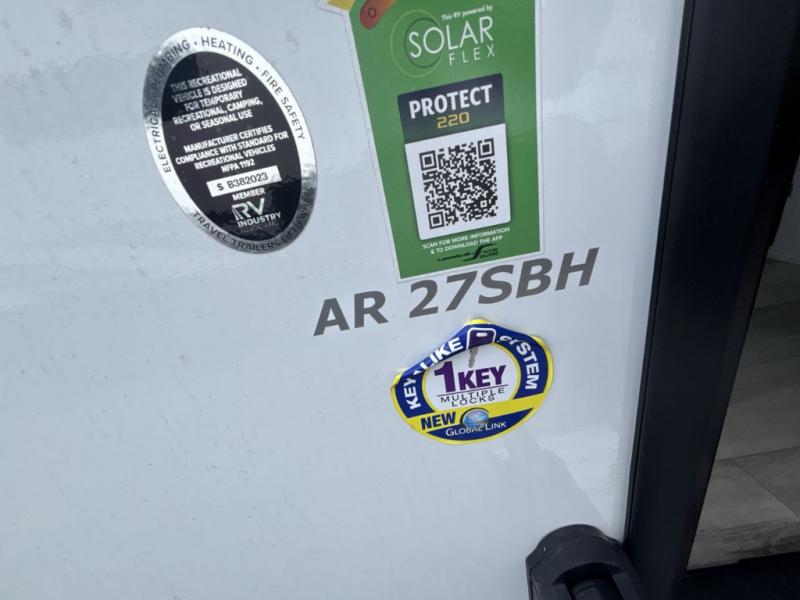 ELECTRICAL • PLUMBING • HEATING • FIRE SAFETY
THIS RECREATIONAL
VEHICLE IS DESIGNED
FOR TEMPORARY
RECREATIONAL, CAMPING,
OR SEASONAL USE
MANUFACTURER CERTIFIES
COMPLIANCE WITH STANDARD FOR
RECREATIONAL VEHICLES
NFPA 1192
S B382023
MEMBER
RV
INDUSTRY
TRAVEL TRAILER - FIFTH WHEEL
This RV powered by
SOLAR
FLEX
PROTECT
220
SCAN FOR MORE INFORMATION
& TO DOWNLOAD THE APP
AR 27SBH
KEY
LIKE
STEM
1KEY
MULTIPLE
LOCKS
NEW
GLOBAL LINK